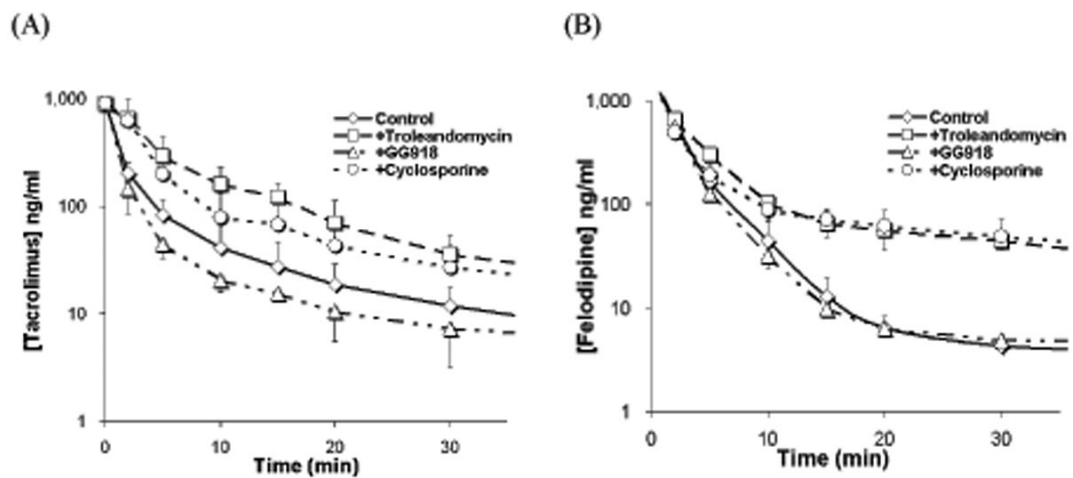 (A)
1,000
100
10
1
0
10
20
30
[Tacrolimus] ng/ml
Time (min)
Control
+Troleandomycin
+GG918
+Cyclosporine
(B)
1,000
100
10
1
0
10
20
30
[Felodipine] ng/ml
Time (min)
Control
+Troleandomycin
+GG918
+Cyclosporine